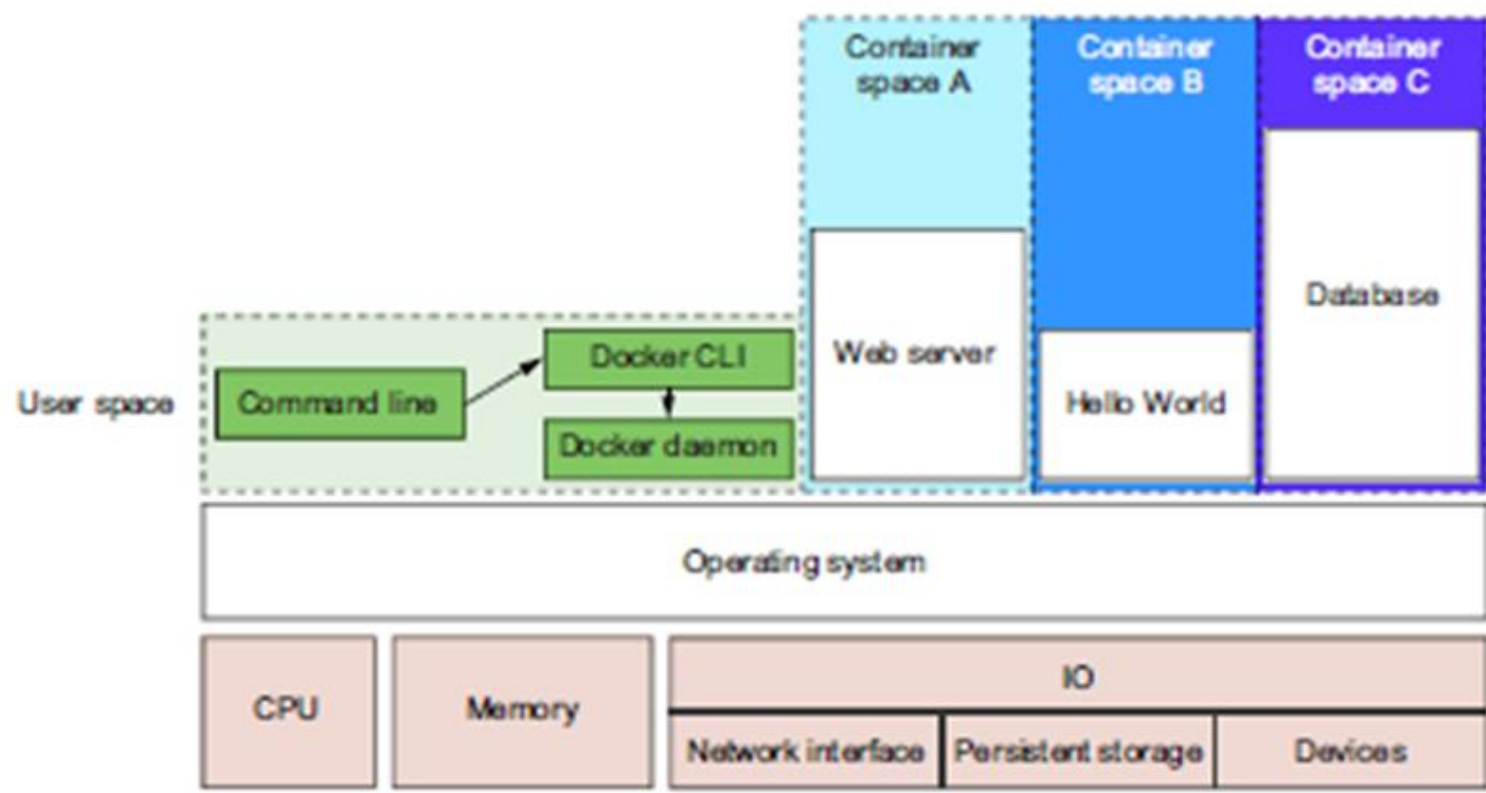 Container
space A
Container
space B
Container
space C
Database
Web server
Docker CLI
User space
Command line
Hello World
Docker daemon
Operating system
IO
CPU
Memory
Network interface
Persistent storage
Devices